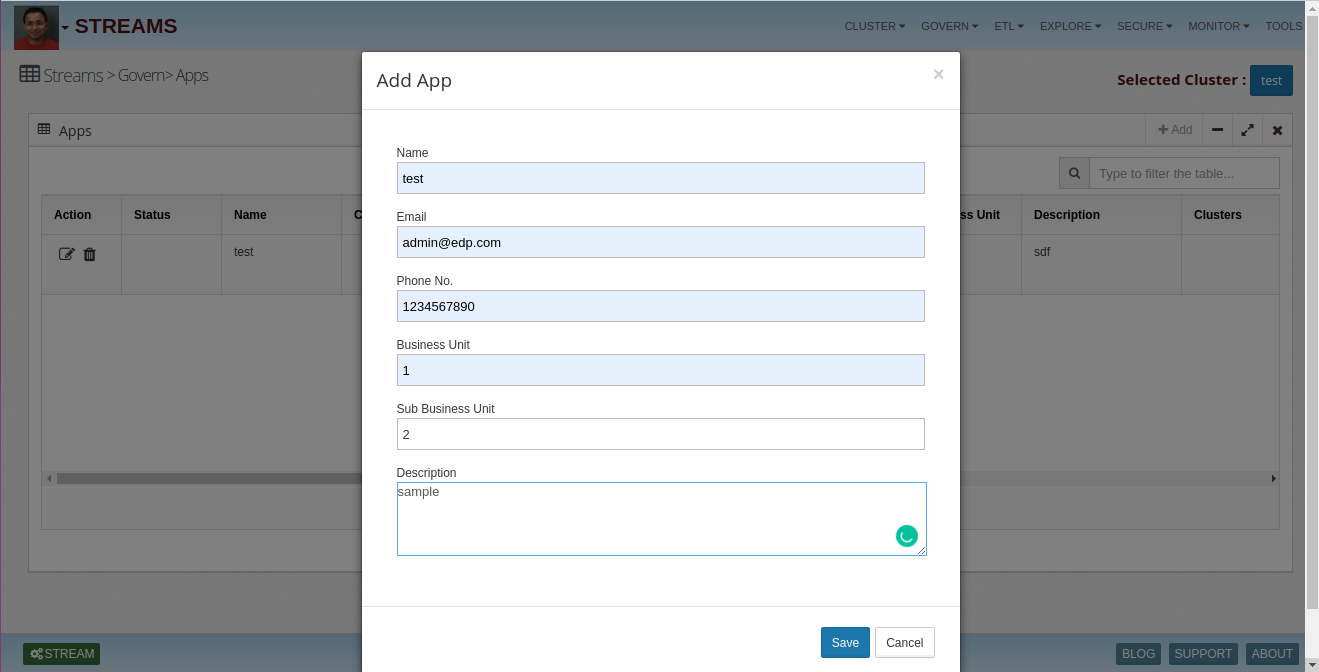 STREAMS
CLUSTER GOVERN ETL EXPLORE SECURE MONITOR TOOLS
Streams > Govern> Apps
Selected Cluster : test
Add App
×
Apps
Add
Type to filter the table...
Action Status Name C ss Unit Description Clusters
test sdf
Name
test
Email
admin@edp.com
Phone No.
1234567890
Business Unit
1
Sub Business Unit
2
Description
sample
Save Cancel
STREAM
BLOG SUPPORT ABOUT